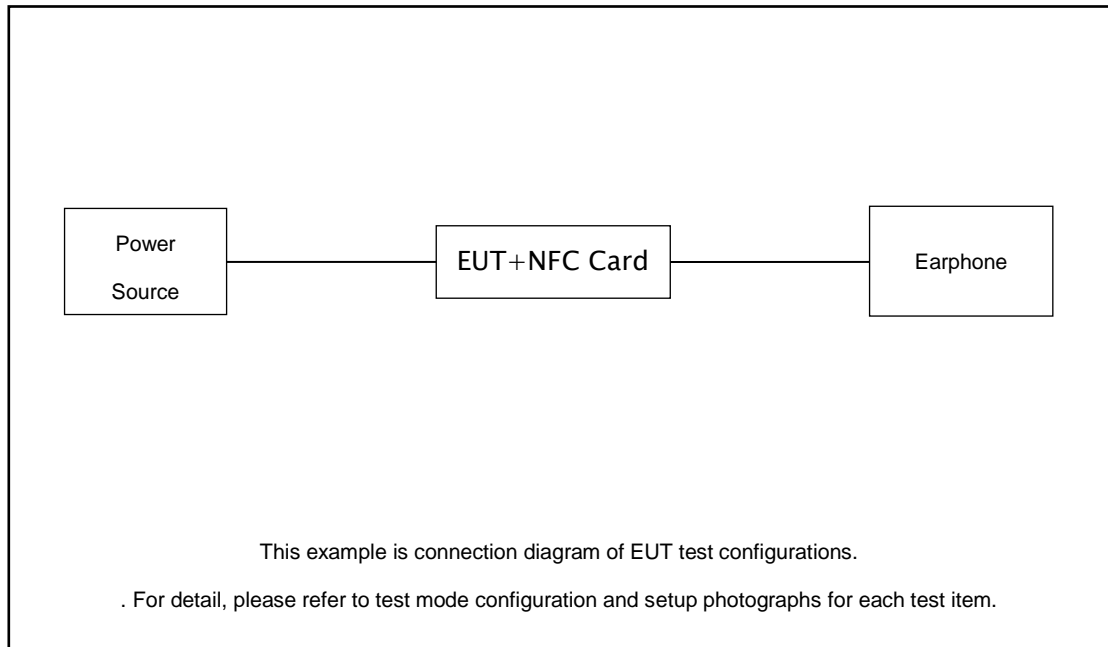 Power
Source
EUT+NFC Card
Earphone
This example is connection diagram of EUT test configurations.
. For detail, please refer to test mode configuration and setup photographs for each test item.